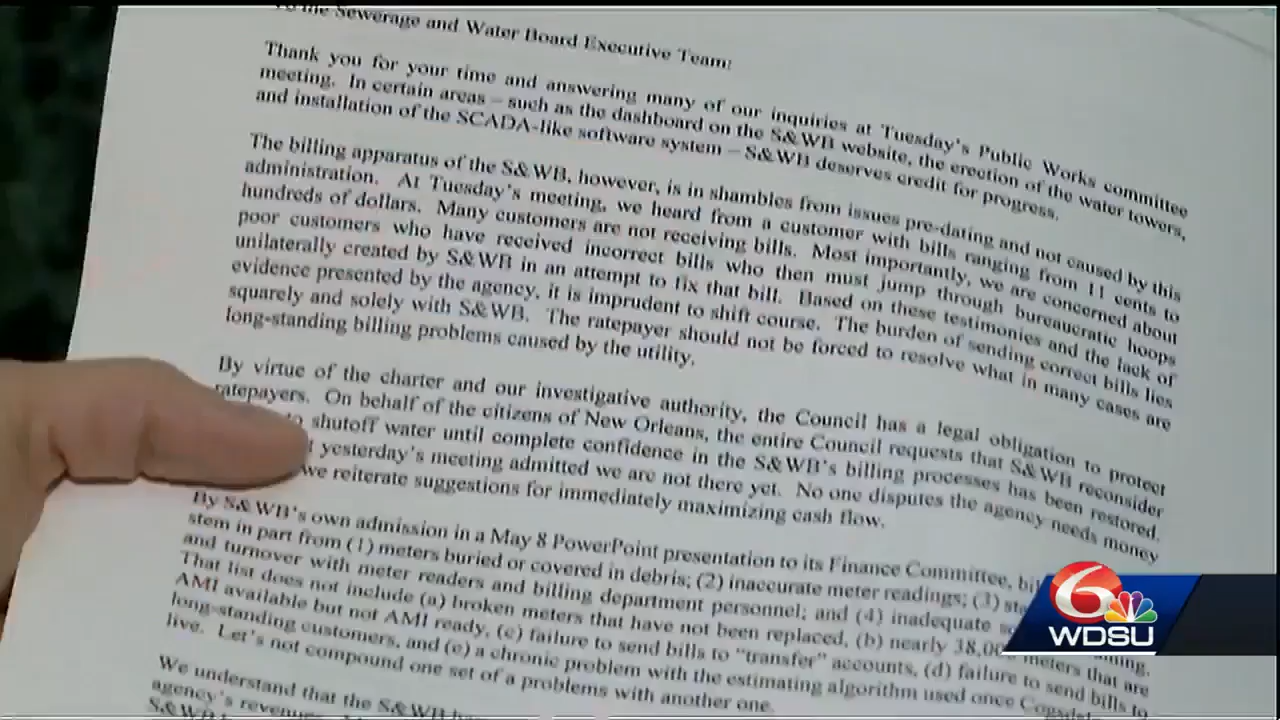 the Sewerage and Water Board Executive Team:
Thank you for your time and answering many of our inquiries at Tuesday's Public Works committee
meeting. In certain areas – such as the dashboard on the S&WB website, the erection of the water towers,
and installation of the SCADA-like software system – S&WB deserves credit for progress.
The billing apparatus of the S&WB, however, is in shambles from issues pre-dating and not caused by this
administration. At Tuesday's meeting, we heard from a customer with bills ranging from 11 cents to
hundreds of dollars. Many customers are not receiving bills. Most importantly, we are concerned about
poor customers who have received incorrect bills who then must jump through bureaucratic hoops
unilaterally created by S&WB in an attempt to fix that bill. Based on these testimonies and the lack of
evidence presented by the agency, it is imprudent to shift course. The burden of sending correct bills lies
squarely and solely with S&WB. The ratepayer should not be forced to resolve what in many cases are
long-standing billing problems caused by the utility.
By virtue of the charter and our investigative authority, the Council has a legal obligation to protect
ratepayers. On behalf of the citizens of New Orleans, the entire Council requests that S&WB reconsider
shutoff water until complete confidence in the S&WB's billing processes has been restored.
yesterday's meeting admitted we are not there yet. No one disputes the agency needs money
we reiterate suggestions for immediately maximizing cash flow.
By S&WB's own admission in a May 8 PowerPoint presentation to its Finance Committee,
stem in part from (1) meters buried or covered in debris; (2) inaccurate meter readings; (3)
and turnover with meter readers and billing department personnel; and (4) inadequate
That list does not include (a) broken meters that have not been replaced, (b) nearly meters that are
AMI available but not AMI ready, (c) failure to send bills to "transfer" accounts, (d) failure to send bills to
long-standing customers, and (e) a chronic problem with the estimating algorithm used once
live. Let's not compound one set of a problems with another one.
We understand that the S&WB
agency's revenues.
S&WB
6
WDSU